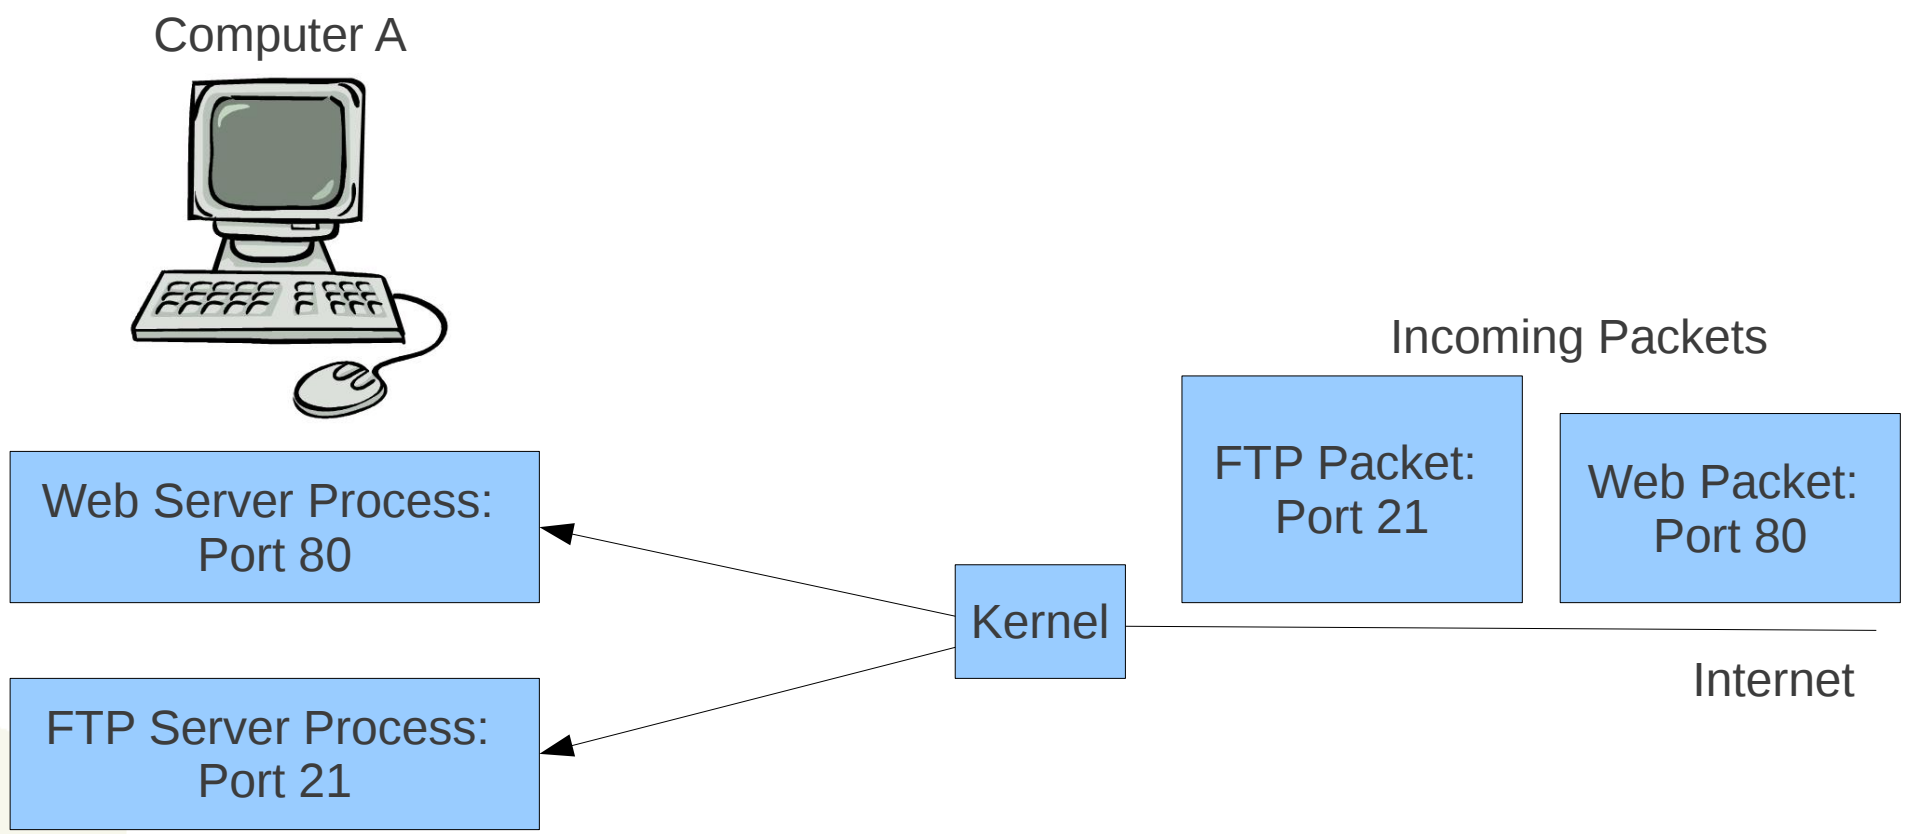 Computer A
Incoming Packets
FTP Packet:
Port 21
Web Packet:
Port 80
Web Server Process:
Port 80
Kernel
Internet
FTP Server Process:
Port 21